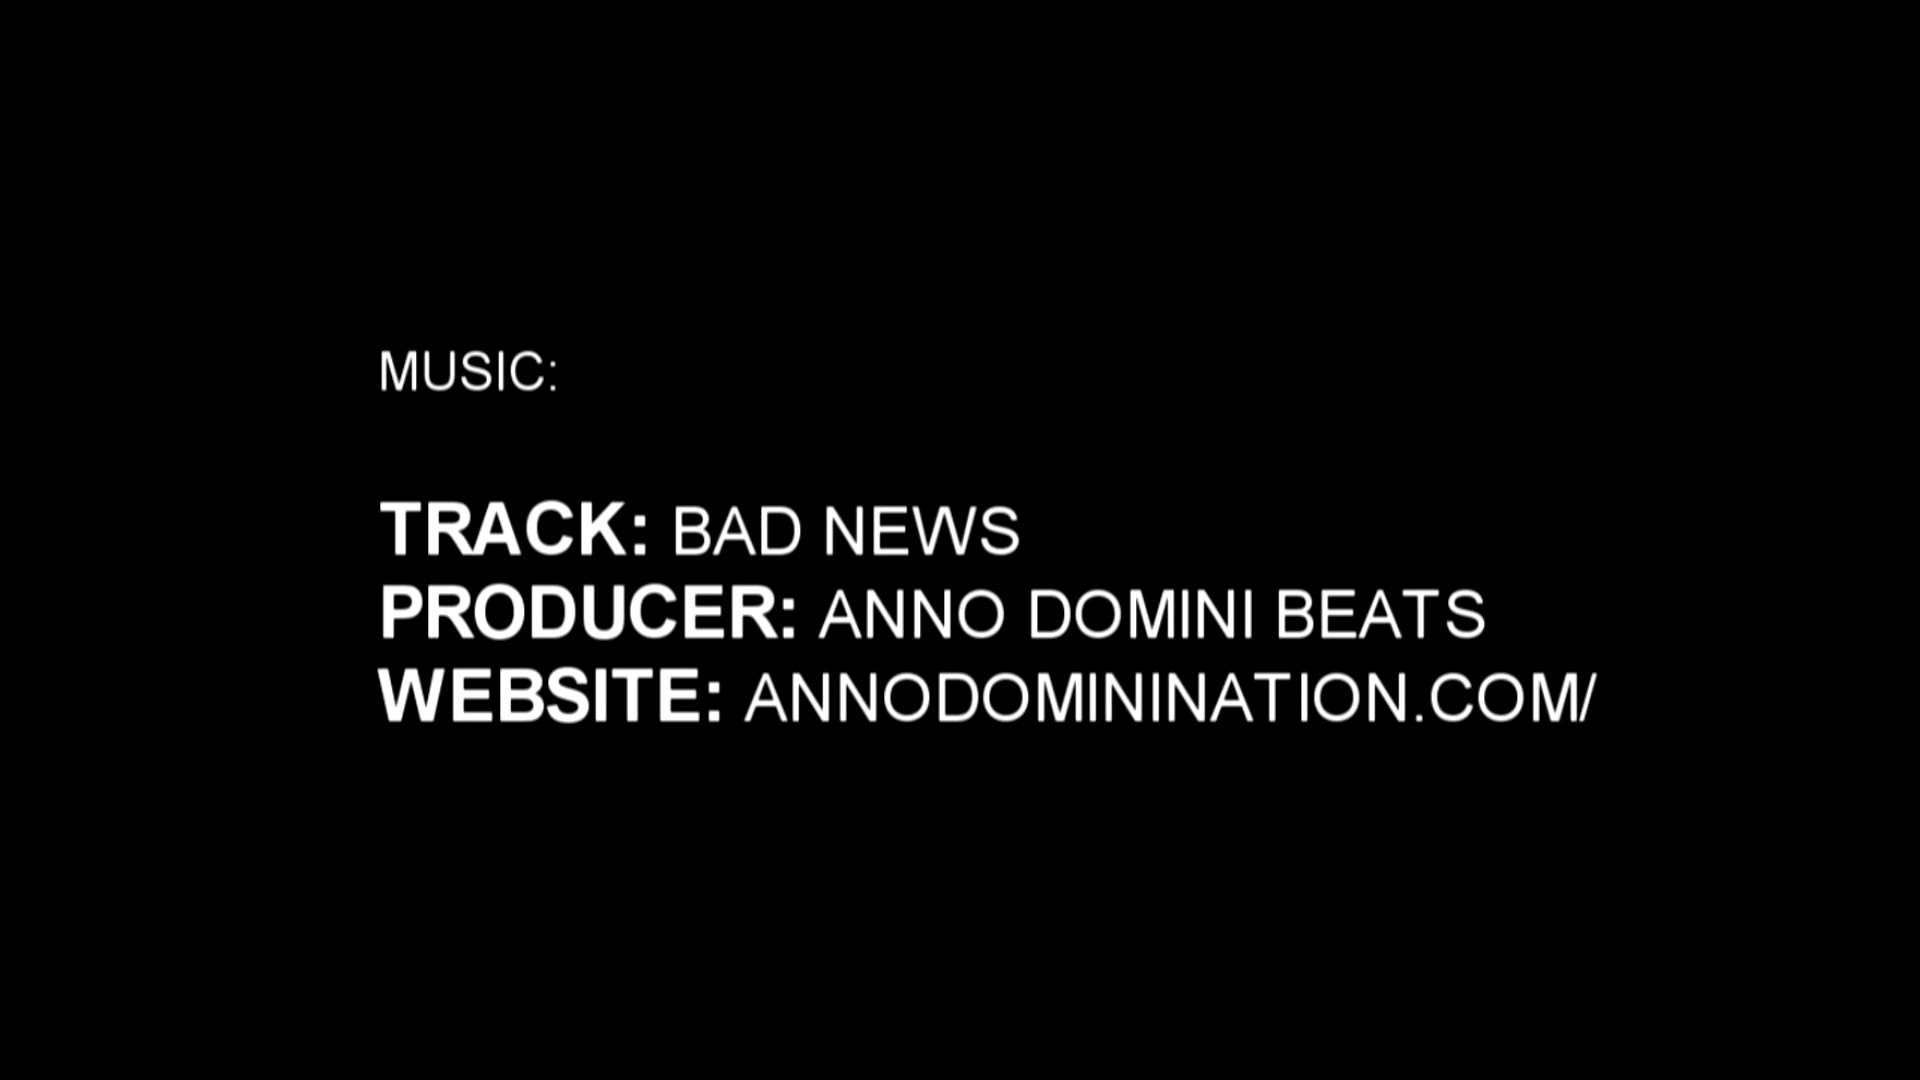 MUSIC:
TRACK: BAD NEWS
PRODUCER: ANNO DOMINI BEATS
WEBSITE: ANNODOMININATION.COM/